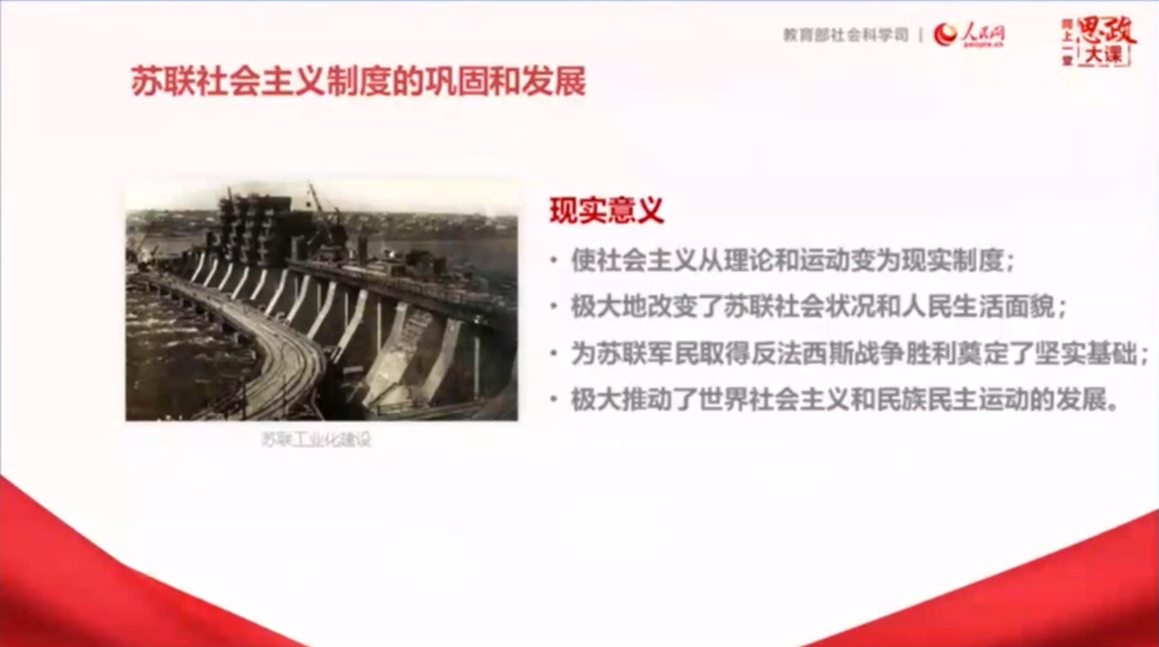 教育部社会科学司 | 人民网
people.cn
同上一堂
思政
大课
苏联社会主义制度的巩固和发展
现实意义
• 使社会主义从理论和运动变为现实制度；
• 极大地改变了苏联社会状况和人民生活面貌；
• 为苏联军民取得反法西斯战争胜利奠定了坚实基础；
• 极大推动了世界社会主义和民族民主运动的发展。
苏联工业化建设